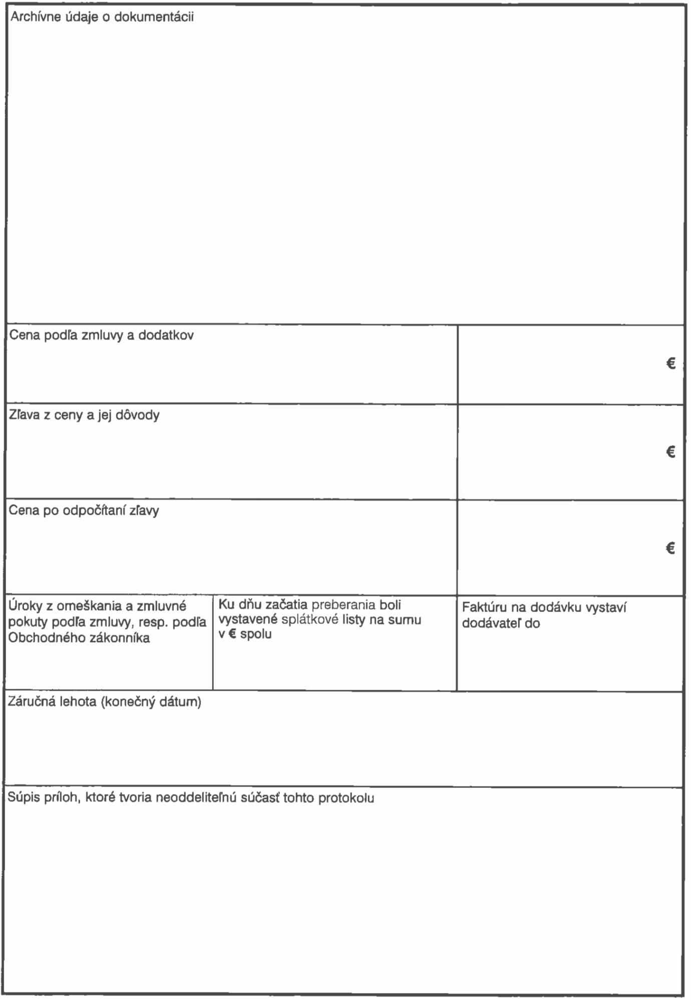 Archívne údaje o dokumentácii
Cena podľa zmluvy a dodatkov
€
Zľava z ceny a jej dôvody
€
Cena po odpočítaní zľavy
€
Úroky z omeškania a zmluvné
pokuty podľa zmluvy, resp. podľa
Obchodného zákonníka
Ku dňu začatia preberania boli
vystavené splátkové listy na sumu
v € spolu
Faktúru na dodávku vystaví
dodávateľ do
Záručná lehota (konečný dátum)
Súpis príloh, ktoré tvoria neoddeliteľnú súčasť tohto protokolu